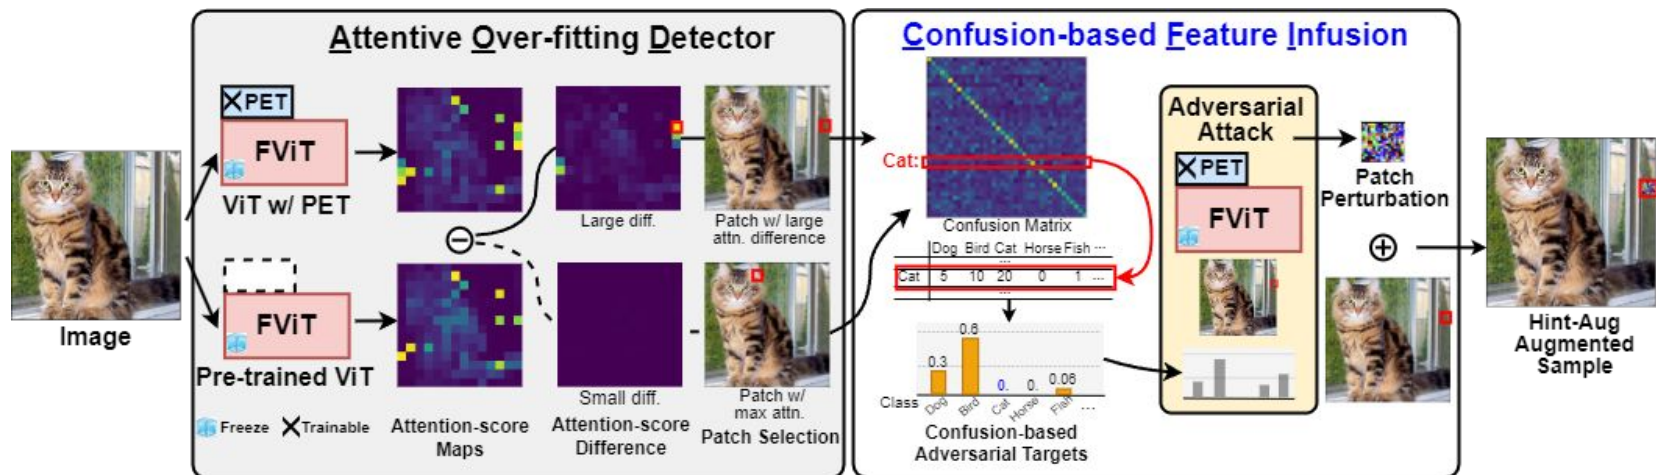 Attentive Over-fitting Detector
Confusion-based Feature Infusion
PET
FViT
ViT w/ PET
Image
FViT
Pre-trained ViT
Freeze
Trainable
Attention-score
Maps
Large diff.
Small diff.
Attention-score
Difference
Patch w/ large
attn. difference
Patch w/
max attn.
Patch Selection
Cat:
Confusion Matrix
Dog Bird Cat Horse Fish ...
...
Cat 5 10 20 0 1 ...
...
0.3
0.6
0.
0.
0.06
Class Dog Bird Cat Horse Fish ...
Confusion-based
Adversarial Targets
Adversarial
Attack
PET
FViT
Patch
Perturbation
Hint-Aug
Augmented
Sample